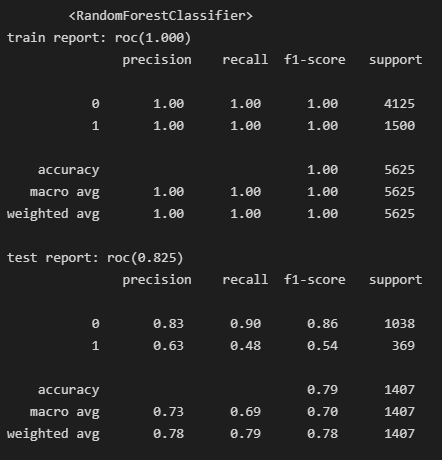 <RandomForestClassifier>
train report: roc(1.000)
precision recall f1-score support
0 1.00 1.00 1.00 4125
1 1.00 1.00 1.00 1500
accuracy 1.00 5625
macro avg 1.00 1.00 1.00 5625
weighted avg 1.00 1.00 1.00 5625
test report: roc(0.825)
precision recall f1-score support
0 0.83 0.90 0.86 1038
1 0.63 0.48 0.54 369
accuracy 0.79 1407
macro avg 0.73 0.69 0.70 1407
weighted avg 0.78 0.79 0.78 1407